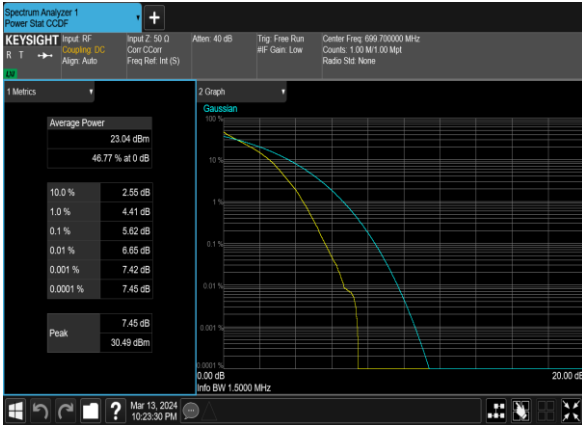 Spectrum Analyzer 1
Power Stat CCDF
KEYSIGHT
R T
LW
Input: RF
Coupling: DC
Align: Auto
Input Z: 50 Ω
Corr CCorr
Freq Ref: Int (S)
Atten: 40 dB
Trig: Free Run
#IF Gain: Low
Center Freq: 699.700000 MHz
Counts: 1.00 M/1.00 Mpt
Radio Std: None
1 Metrics
Average Power
23.04 dBm
46.77 % at 0 dB
10.0 % 2.55 dB
1.0 % 4.41 dB
0.1 % 5.62 dB
0.01 % 6.65 dB
0.001 % 7.42 dB
0.0001 % 7.45 dB
Peak
7.45 dB
30.49 dBm
2 Graph
Gaussian
100 %
10 %
1 %
0.1 %
0.01 %
0.001 %
0.0001 %
0.00 dB
20.00 dB
Info BW 1.5000 MHz
?
Mar 13, 2024
10:23:30 PM